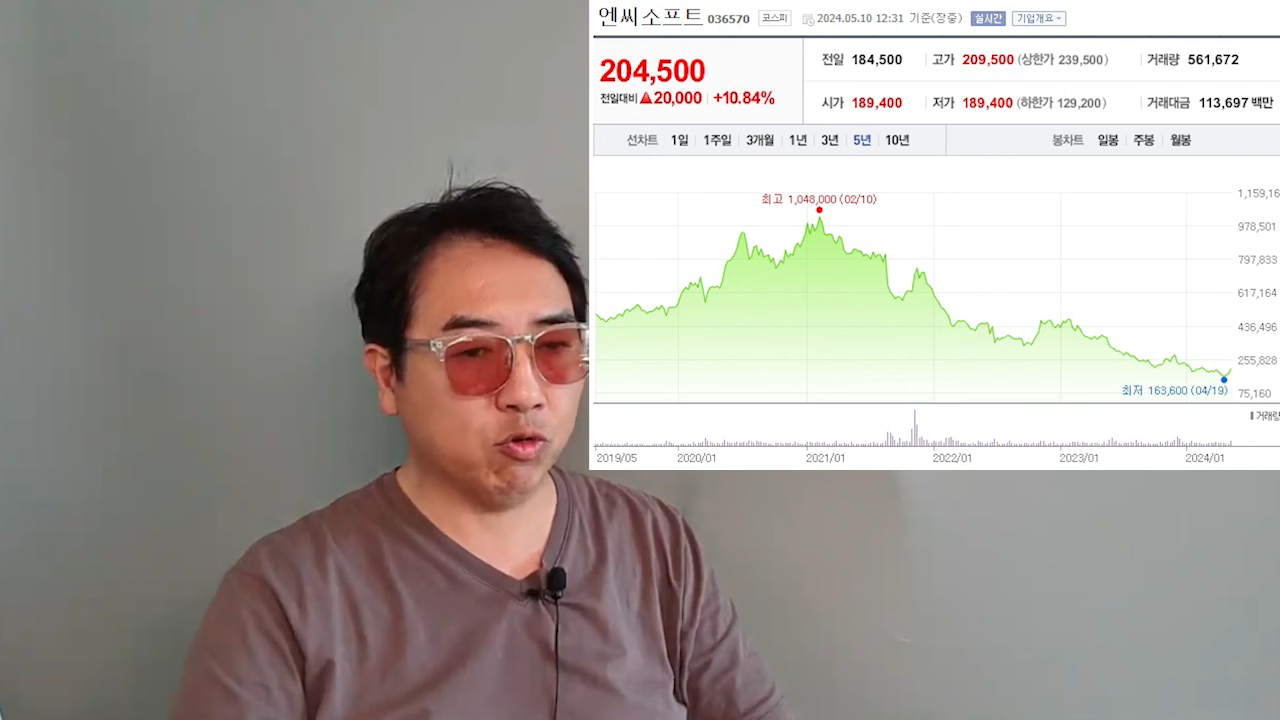 엔씨소프트 036570 코스피 2024.05.10 12:31 기준(장중) 실시간 기업개요
204,500
전일대비 ▲20,000 +10.84%
전일 184,500 고가 209,500 (상한가 239,500) 거래량 561,672
시가 189,400 저가 189,400 (하한가 129,200) 거래대금 113,697 백만
선차트 1일 1주일 3개월 1년 3년 5년 10년 봉차트 일봉 주봉 월봉
최고 1,048,000 (02/10)
1,159,16
978,501
797,833
617,164
436,496
255,828
75,160
최저 163,600 (04/19)
거래량
2019/05 2020/01 2021/01 2022/01 2023/01 2024/01